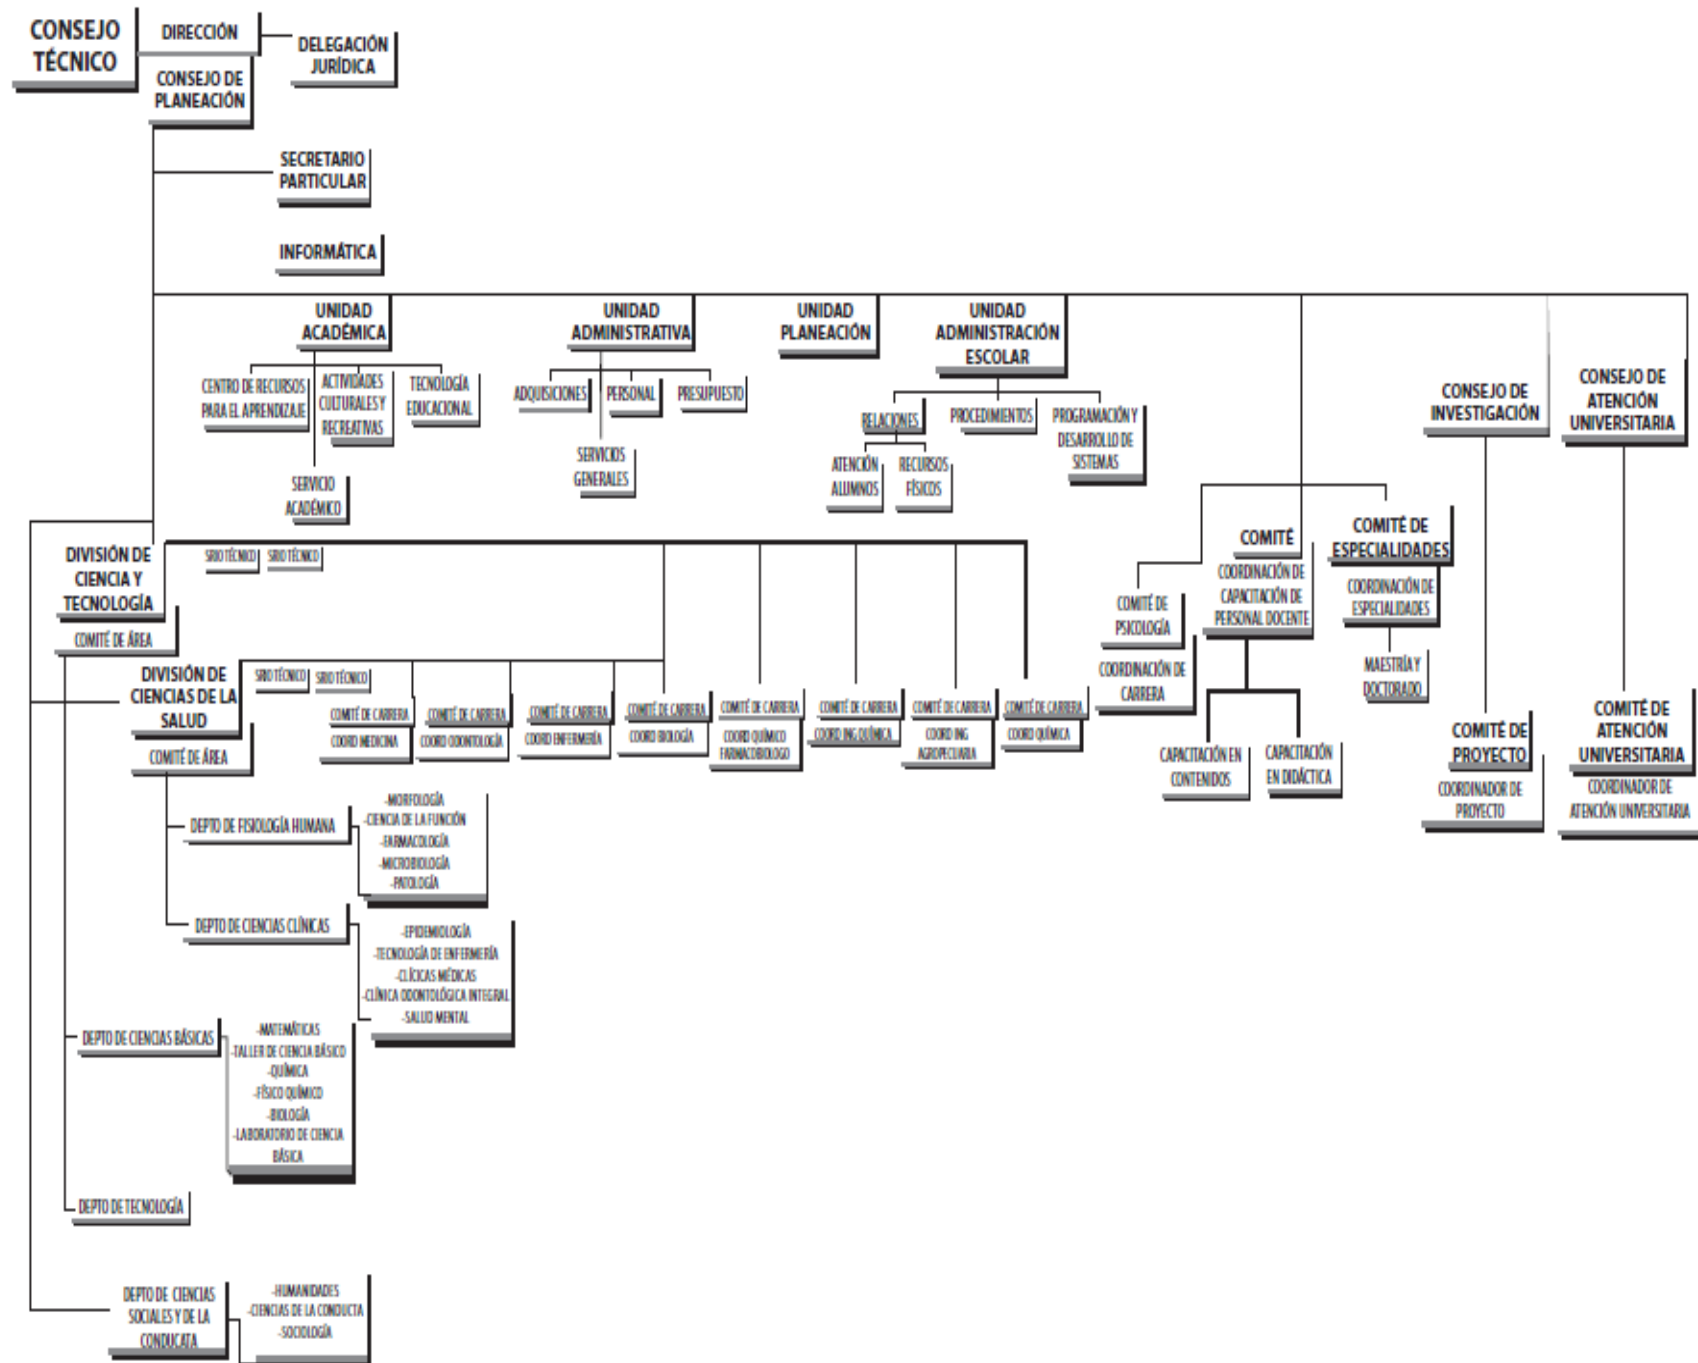 CONSEJO
TÉCNICO
DIRECCIÓN
CONSEJO DE
PLANEACIÓN
DELEGACIÓN
JURÍDICA
SECRETARIO
PARTICULAR
INFORMÁTICA
UNIDAD
ACADÉMICA
CENTRO DE RECURSOS
PARA EL APRENDIZAJE
ACTIVIDADES
CULTURALES Y
RECREATIVAS
TECNOLOGÍA
EDUCACIONAL
SERVICIO
ACADÉMICO
UNIDAD
ADMINISTRATIVA
ADQUISICIONES
PERSONAL
PRESUPUESTO
SERVICIOS
GENERALES
UNIDAD
PLANEACIÓN
UNIDAD
ADMINISTRACIÓN
ESCOLAR
RELACIONES
PROCEDIMIENTOS
PROGRAMACIÓN Y
DESARROLLO DE
SISTEMAS
ATENCIÓN
ALUMNOS
RECURSOS
FÍSICOS
CONSEJO DE
INVESTIGACIÓN
CONSEJO DE
ATENCIÓN
UNIVERSITARIA
DIVISIÓN DE
CIENCIA Y
TECNOLOGÍA
COMITÉ DE ÁREA
SRIO TÉCNICO
SRIO TÉCNICO
COMITÉ
COORDINACIÓN DE
CAPACITACIÓN DE
PERSONAL DOCENTE
COMITÉ DE
ESPECIALIDADES
COORDINACIÓN DE
ESPECIALIDADES
MAESTRÍA Y
DOCTORADO
COMITÉ DE
PSICOLOGÍA
COORDINACIÓN DE
CARRERA
CAPACITACIÓN EN
CONTENIDOS
CAPACITACIÓN
EN DIDÁCTICA
COMITÉ DE
PROYECTO
COORDINADOR DE
PROYECTO
COMITÉ DE
ATENCIÓN
UNIVERSITARIA
COORDINADOR DE
ATENCIÓN UNIVERSITARIA
DIVISIÓN DE
CIENCIAS DE LA
SALUD
COMITÉ DE ÁREA
SRIO TÉCNICO
SRIO TÉCNICO
COMITÉ DE CARRERA
COORD MEDICINA
COMITÉ DE CARRERA
COORD ODONTOLOGÍA
COMITÉ DE CARRERA
COORD ENFERMERÍA
COMITÉ DE CARRERA
COORD BIOLOGÍA
COMITÉ DE CARRERA
COORD QUÍMICO
FARMACOBIOLOGO
COMITÉ DE CARRERA
COORD ING QUÍMICA
COMITÉ DE CARRERA
COORD ING
AGROPECUARIA
COMITÉ DE CARRERA
COORD QUÍMICA
DEPTO DE FISIOLOGÍA HUMANA
-MORFOLOGÍA
-CIENCIA DE LA FUNCIÓN
-FARMACOLOGÍA
-MICROBIOLOGÍA
-PATOLOGÍA
DEPTO DE CIENCIAS CLÍNICAS
-EPIDEMIOLOGÍA
-TECNOLOGÍA DE ENFERMERÍA
-CLÍCICAS MÉDICAS
-CLÍNICA ODONTOLÓGICA INTEGRAL
-SALUD MENTAL
DEPTO DE CIENCIAS BÁSICAS
-MATEMÁTICAS
-TALLER DE CIENCIA BÁSICO
-QUÍMICA
-FÍSICO QUÍMICO
-BIOLOGÍA
-LABORATORIO DE CIENCIA
BÁSICA
DEPTO DE TECNOLOGÍA
DEPTO DE CIENCIAS
SOCIALES Y DE LA
CONDUCATA
-HUMANIDADES
-CIENCIAS DE LA CONDUCTA
-SOCIOLOGÍA